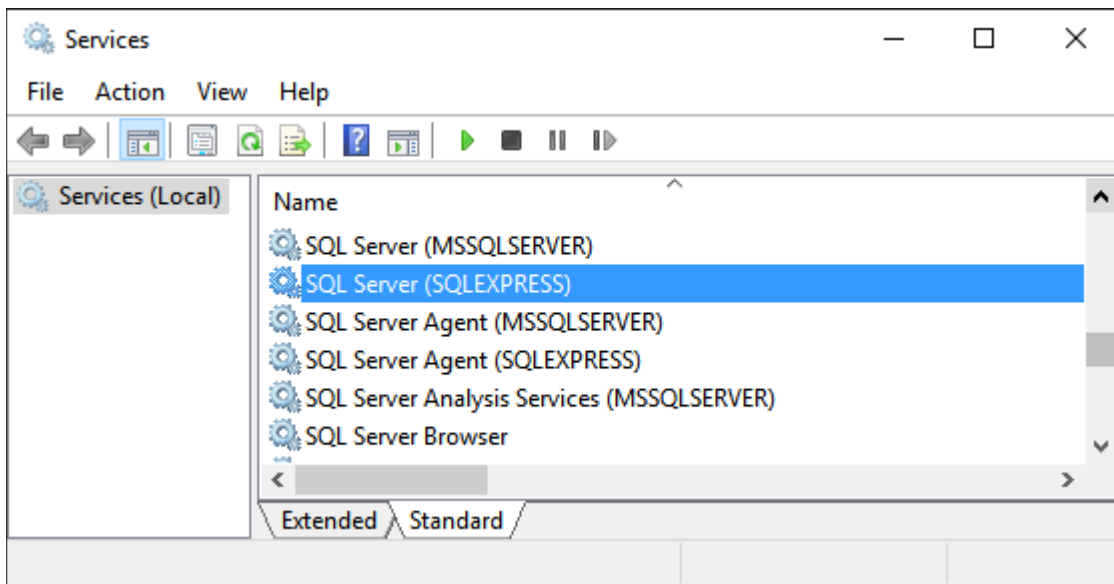 Services
File Action View Help
Services (Local)
Name
SQL Server (MSSQLSERVER)
SQL Server (SQLEXPRESS)
SQL Server Agent (MSSQLSERVER)
SQL Server Agent (SQLEXPRESS)
SQL Server Analysis Services (MSSQLSERVER)
SQL Server Browser
Extended Standard